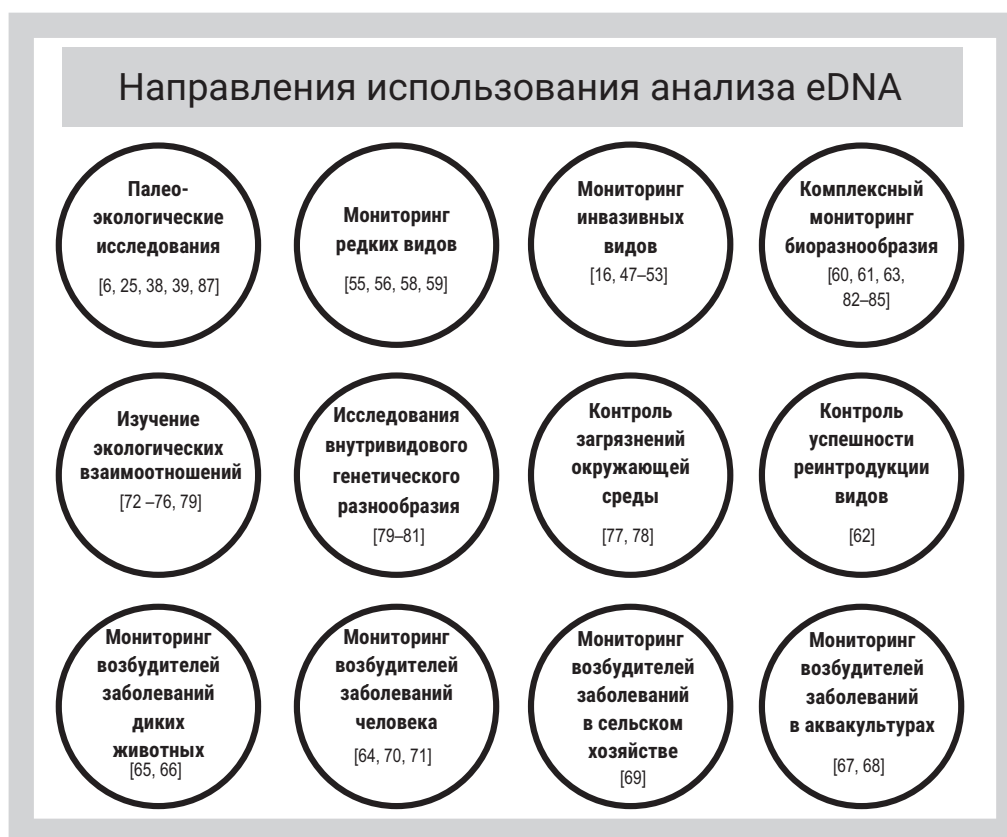 Направления использования анализа eDNA
Палео-
экологические
исследования
[6, 25, 38, 39, 87]
Мониторинг
редких видов
[55, 56, 58, 59]
Мониторинг
инвазивных
видов
[16, 47–53]
Комплексный
мониторинг
биоразнообразия
[60, 61, 63,
82–85]
Изучение
экологических
взаимоотношений
[72 –76, 79]
Исследования
внутривидового
генетического
разнообразия
[79–81]
Контроль
загрязнений
окружающей
среды
[77, 78]
Контроль
успешности
реинтродукции
видов
[62]
Мониторинг
возбудителей
заболеваний
диких
животных
[65, 66]
Мониторинг
возбудителей
заболеваний
человека
[64, 70, 71]
Мониторинг
возбудителей
заболеваний
в сельском
хозяйстве
[69]
Мониторинг
возбудителей
заболеваний
в аквакультурах
[67, 68]